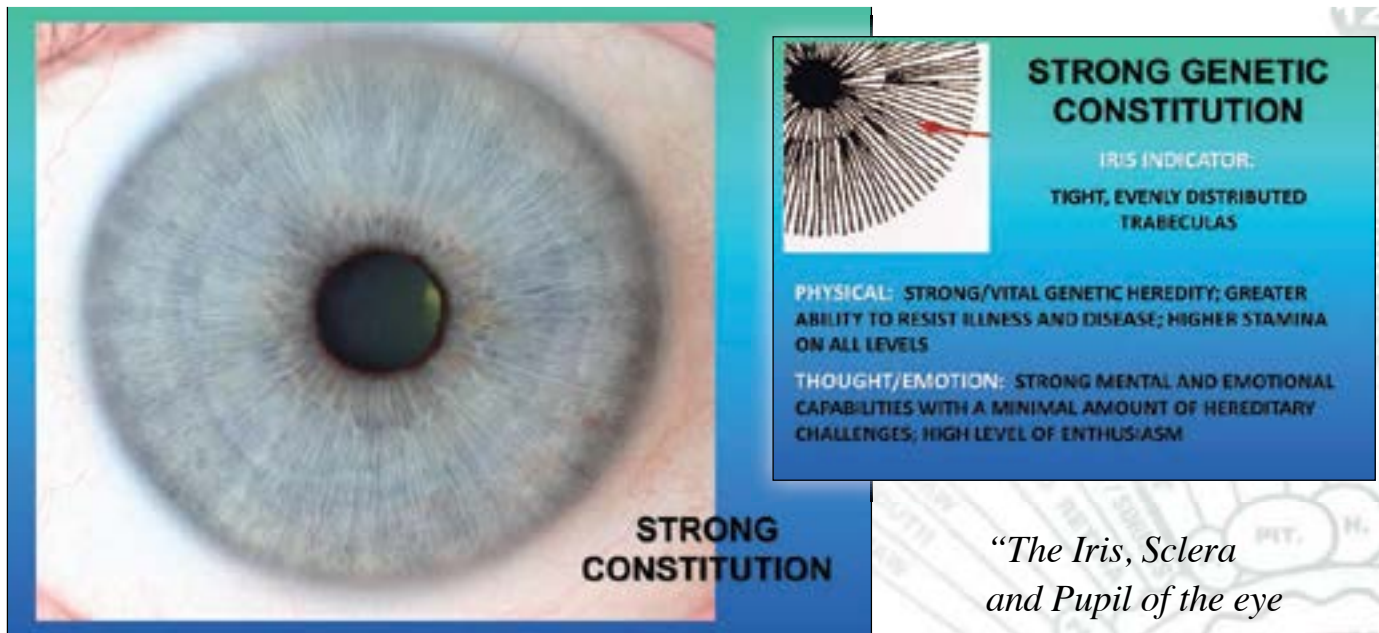 STRONG
CONSTITUTION
STRONG GENETIC
CONSTITUTION
IRIS INDICATOR:
TIGHT, EVENLY DISTRIBUTED
TRABECULAS
PHYSICAL: STRONG/VITAL GENETIC HEREDITY; GREATER
ABILITY TO RESIST ILLNESS AND DISEASE; HIGHER STAMINA
ON ALL LEVELS
THOUGHT/EMOTION: STRONG MENTAL AND EMOTIONAL
CAPABILITIES WITH A MINIMAL AMOUNT OF HEREDITARY
CHALLENGES; HIGH LEVEL OF ENTHUSIASM
12
PIT.
H.
“The Iris, Sclera
and Pupil of the eye